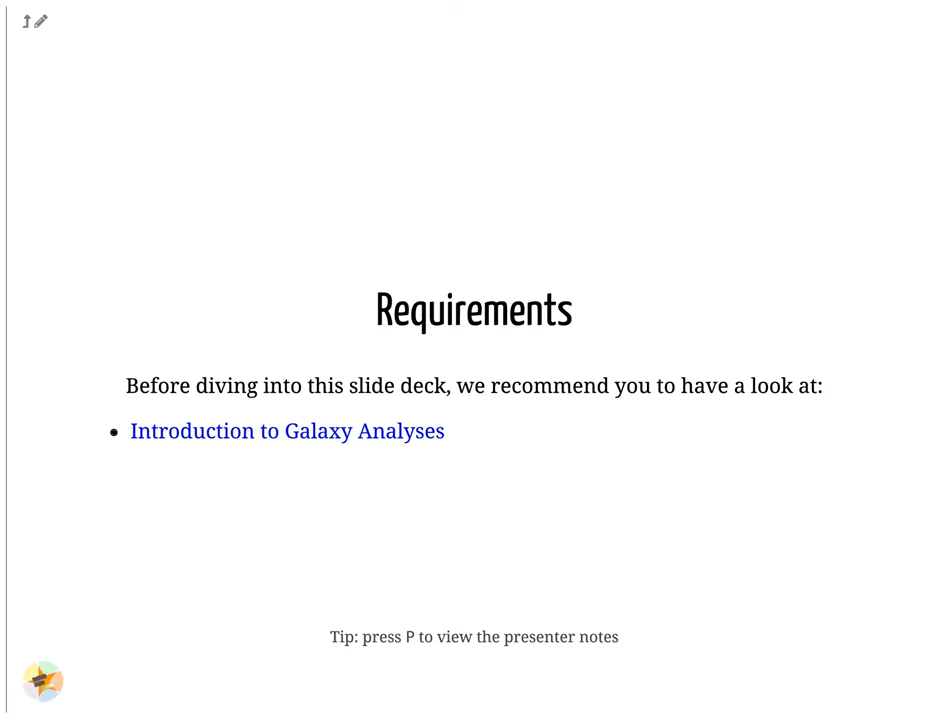 Requirements
Before diving into this slide deck, we recommend you to have a look at:
Introduction to Galaxy Analyses
Tip: press P to view the presenter notes